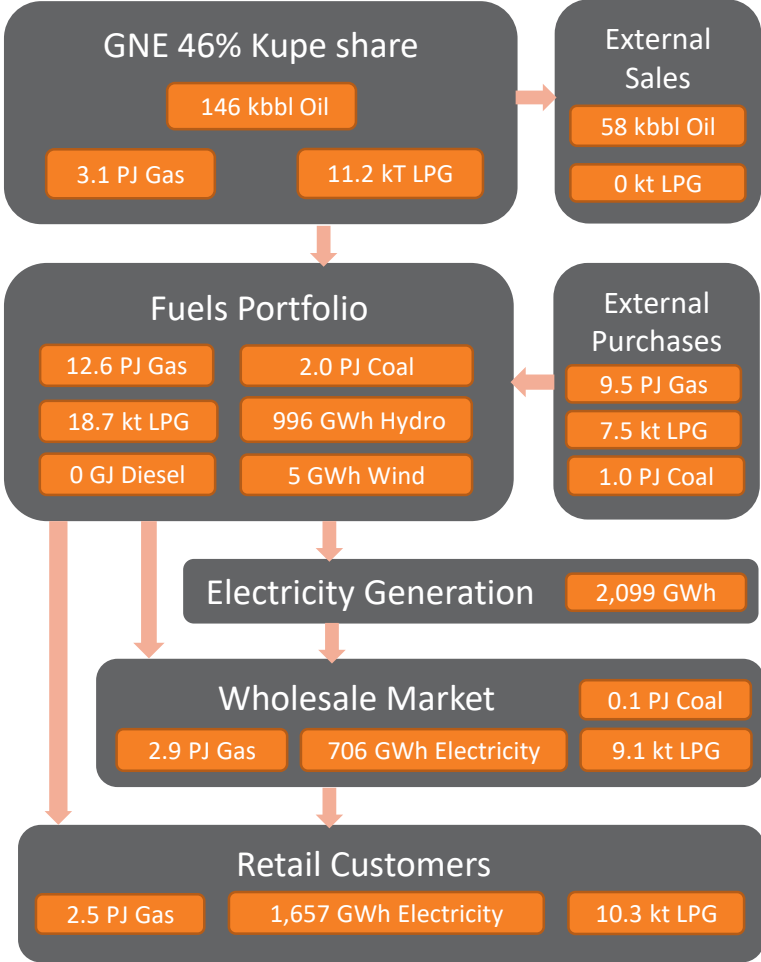 GNE 46% Kupe share
146 kbbl Oil
3.1 PJ Gas
11.2 kT LPG
External
Sales
58 kbbl Oil
0 kt LPG
Fuels Portfolio
12.6 PJ Gas
2.0 PJ Coal
18.7 kt LPG
996 GWh Hydro
0 GJ Diesel
5 GWh Wind
External
Purchases
9.5 PJ Gas
7.5 kt LPG
1.0 PJ Coal
Electricity Generation
2,099 GWh
Wholesale Market
0.1 PJ Coal
2.9 PJ Gas
706 GWh Electricity
9.1 kt LPG
Retail Customers
2.5 PJ Gas
1,657 GWh Electricity
10.3 kt LPG